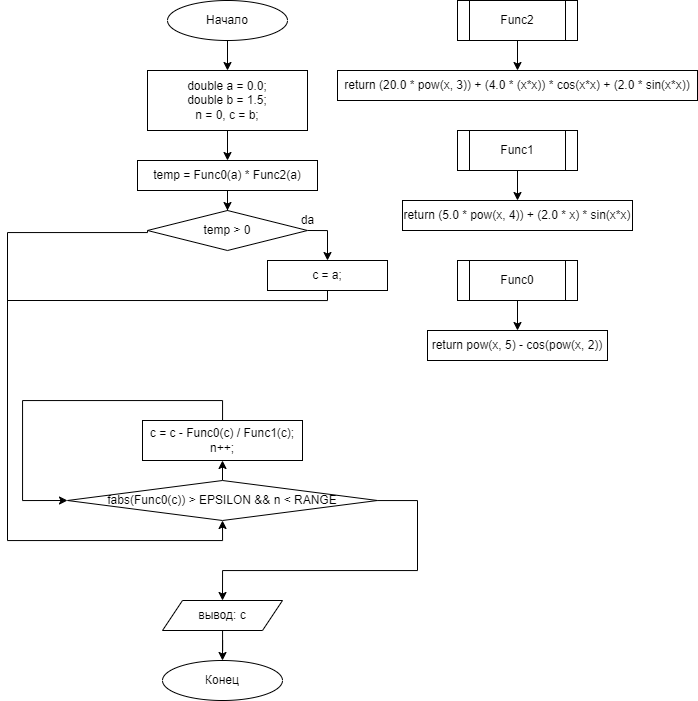 Начало
double a = 0.0;
double b = 1.5;
n = 0, c = b;
temp = Func0(a) * Func2(a)
temp > 0
da
c = a;
c = c - Func0(c) / Func1(c);
n++;
fabs(Func0(c)) > EPSILON && n < RANGE
вывод: c
Конец
Func2
return (20.0 * pow(x, 3)) + (4.0 * (x*x)) * cos(x*x) + (2.0 * sin(x*x))
Func1
return (5.0 * pow(x, 4)) + (2.0 * x) * sin(x*x)
Func0
return pow(x, 5) - cos(pow(x, 2))